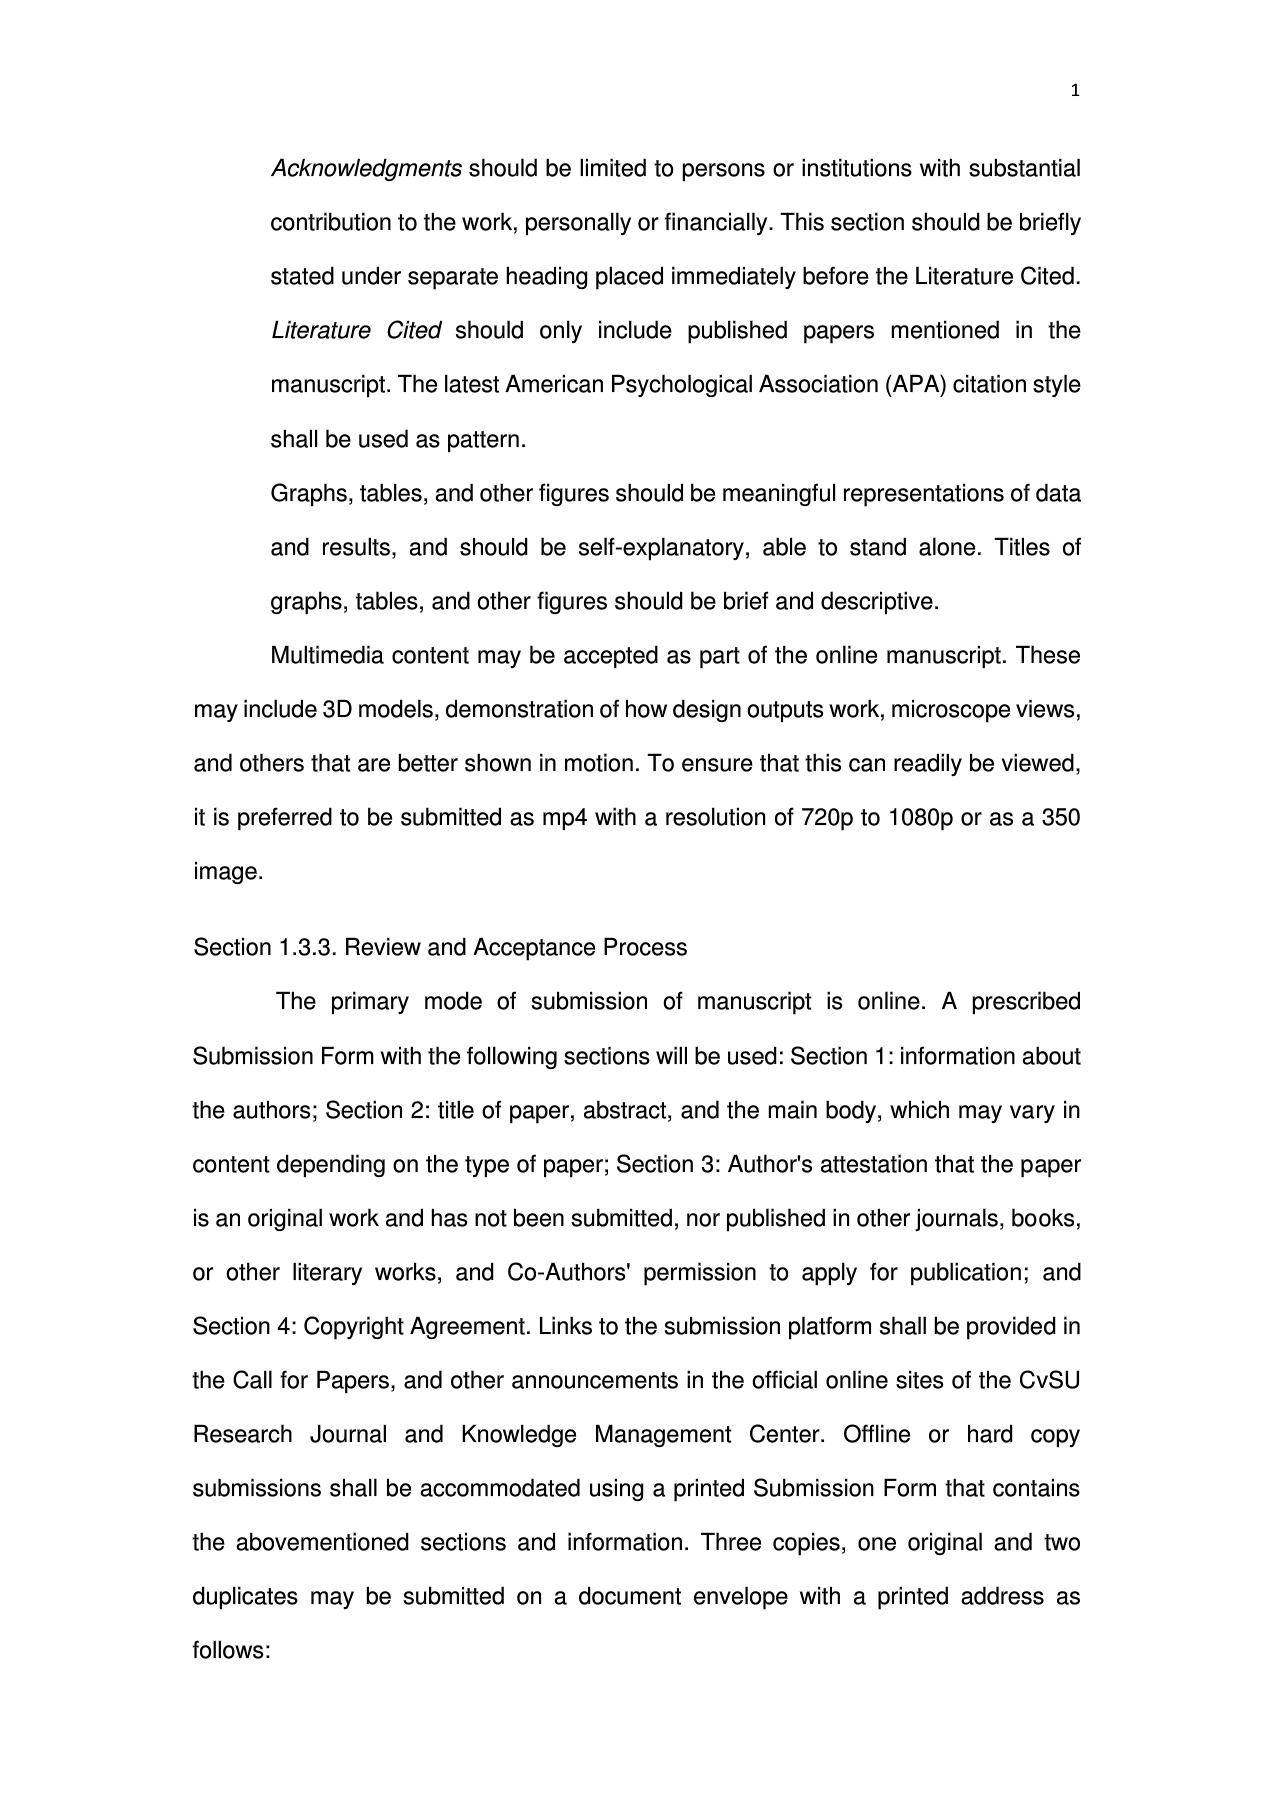 1
Acknowledgments should be limited to persons or institutions with substantial
contribution to the work, personally or financially. This section should be briefly
stated under separate heading placed immediately before the Literature Cited.
Literature Cited should only include published papers mentioned in the
manuscript. The latest American Psychological Association (APA) citation style
shall be used as pattern.
Graphs, tables, and other figures should be meaningful representations of data
and results, and should be self-explanatory, able to stand alone. Titles of
graphs, tables, and other figures should be brief and descriptive.
Multimedia content may be accepted as part of the online manuscript. These
may include 3D models, demonstration of how design outputs work, microscope views,
and others that are better shown in motion. To ensure that this can readily be viewed,
it is preferred to be submitted as mp4 with a resolution of 720p to 1080p or as a 350
image.
Section 1.3.3. Review and Acceptance Process
The primary mode of submission of manuscript is online. A prescribed
Submission Form with the following sections will be used: Section 1: information about
the authors; Section 2: title of paper, abstract, and the main body, which may vary in
content depending on the type of paper; Section 3: Author's attestation that the paper
is an original work and has not been submitted, nor published in other journals, books,
or other literary works, and Co-Authors' permission to apply for publication; and
Section 4: Copyright Agreement. Links to the submission platform shall be provided in
the Call for Papers, and other announcements in the official online sites of the CvSU
Research Journal and Knowledge Management Center. Offline or hard copy
submissions shall be accommodated using a printed Submission Form that contains
the abovementioned sections and information. Three copies, one original and two
duplicates may be submitted on a document envelope with a printed address as
follows: